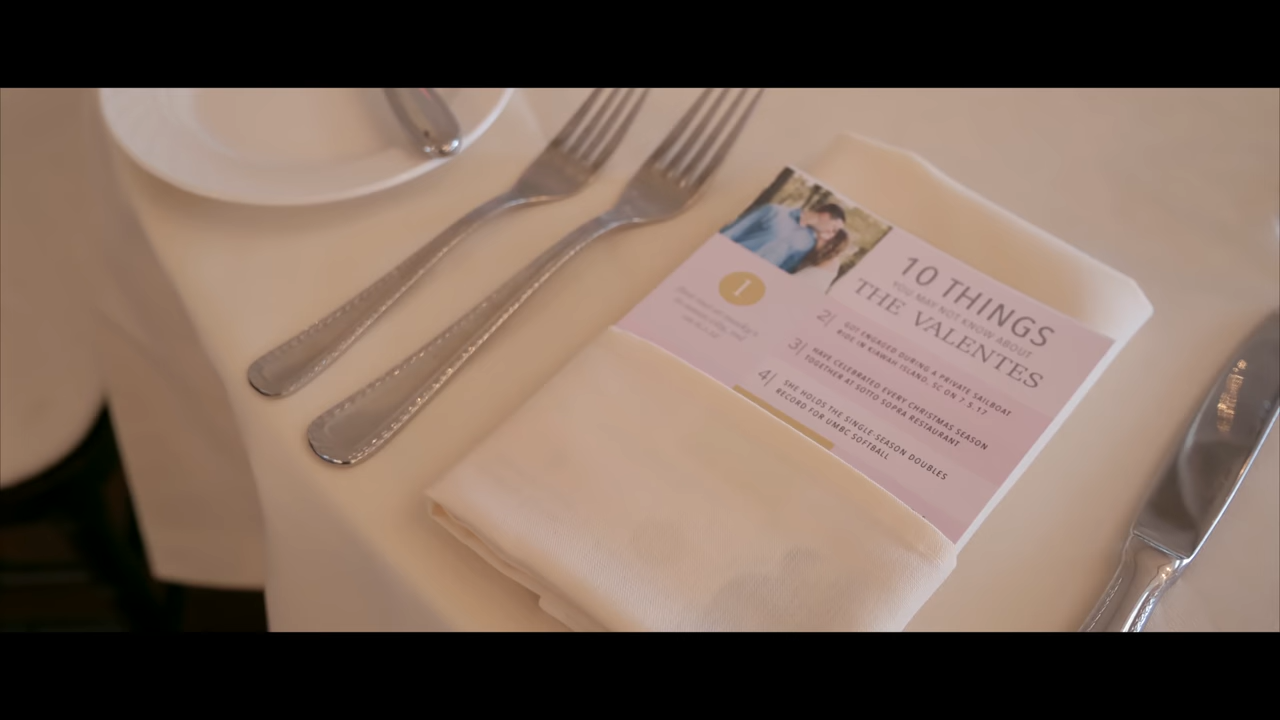 10 THINGS
YOU MAY NOT KNOW ABOUT
THE VALENTES
1
2| GOT ENGAGED DURING A PRIVATE SAILBOAT
RIDE IN KIAWAH ISLAND, SC ON 7.5.17
3| HAVE CELEBRATED EVERY CHRISTMAS SEASON
TOGETHER AT SOTTO SOPRA RESTAURANT
4| SHE HOLDS THE SINGLE-SEASON DOUBLES
RECORD FOR UMBC SOFTBALL